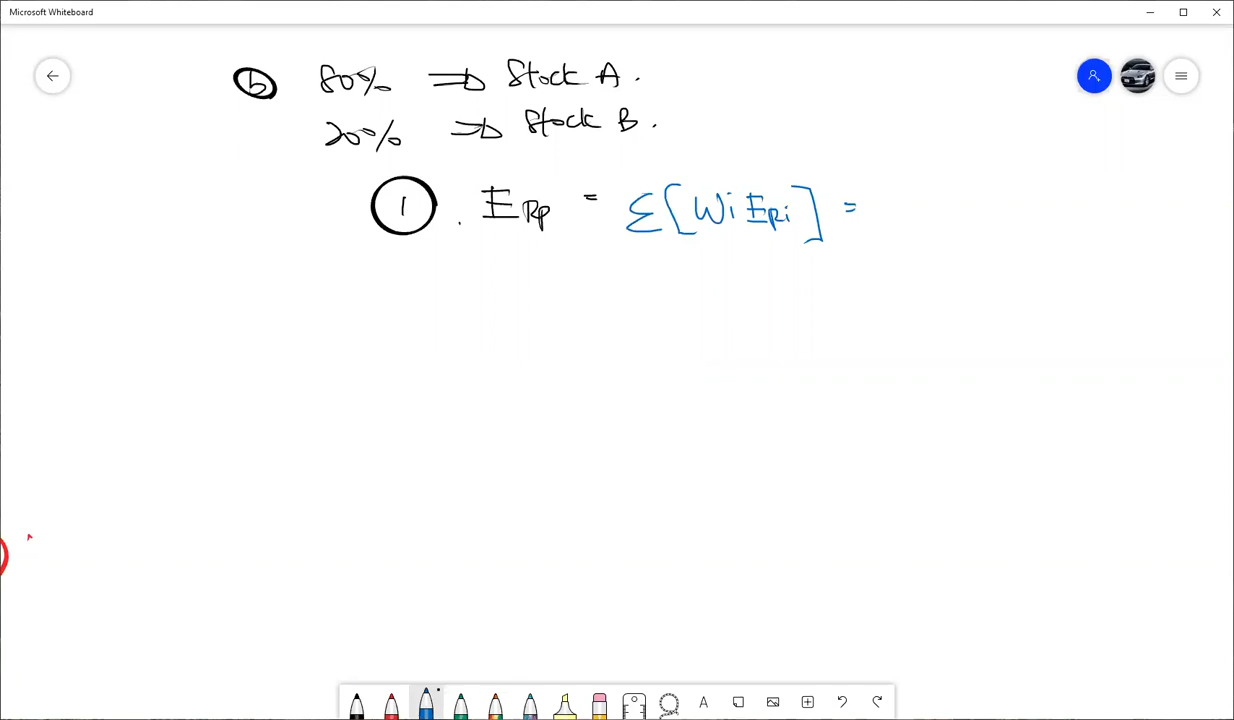 Microsoft Whiteboard
b 80% ⇒ Stock A.
20% ⇒ Stock B.
1. ERp = Σ[Wi ERi] =
A